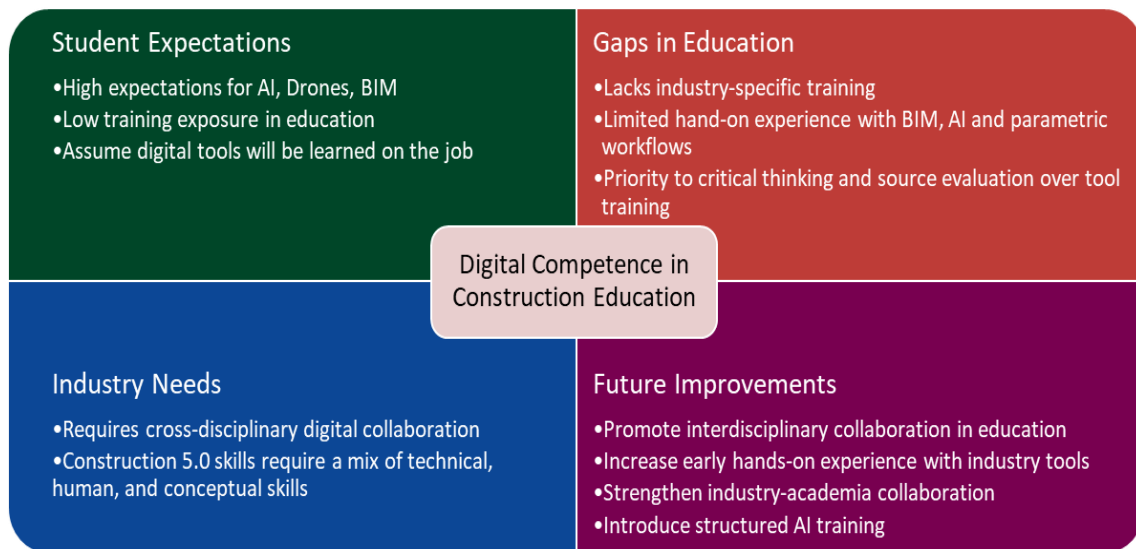 Student Expectations
•High expectations for AI, Drones, BIM
•Low training exposure in education
•Assume digital tools will be learned on the job
Gaps in Education
•Lacks industry-specific training
•Limited hand-on experience with BIM, AI and parametric
workflows
•Priority to critical thinking and source evaluation over tool
training
Digital Competence in
Construction Education
Industry Needs
•Requires cross-disciplinary digital collaboration
•Construction 5.0 skills require a mix of technical,
human, and conceptual skills
Future Improvements
•Promote interdisciplinary collaboration in education
•Increase early hands-on experience with industry tools
•Strengthen industry-academia collaboration
•Introduce structured AI training